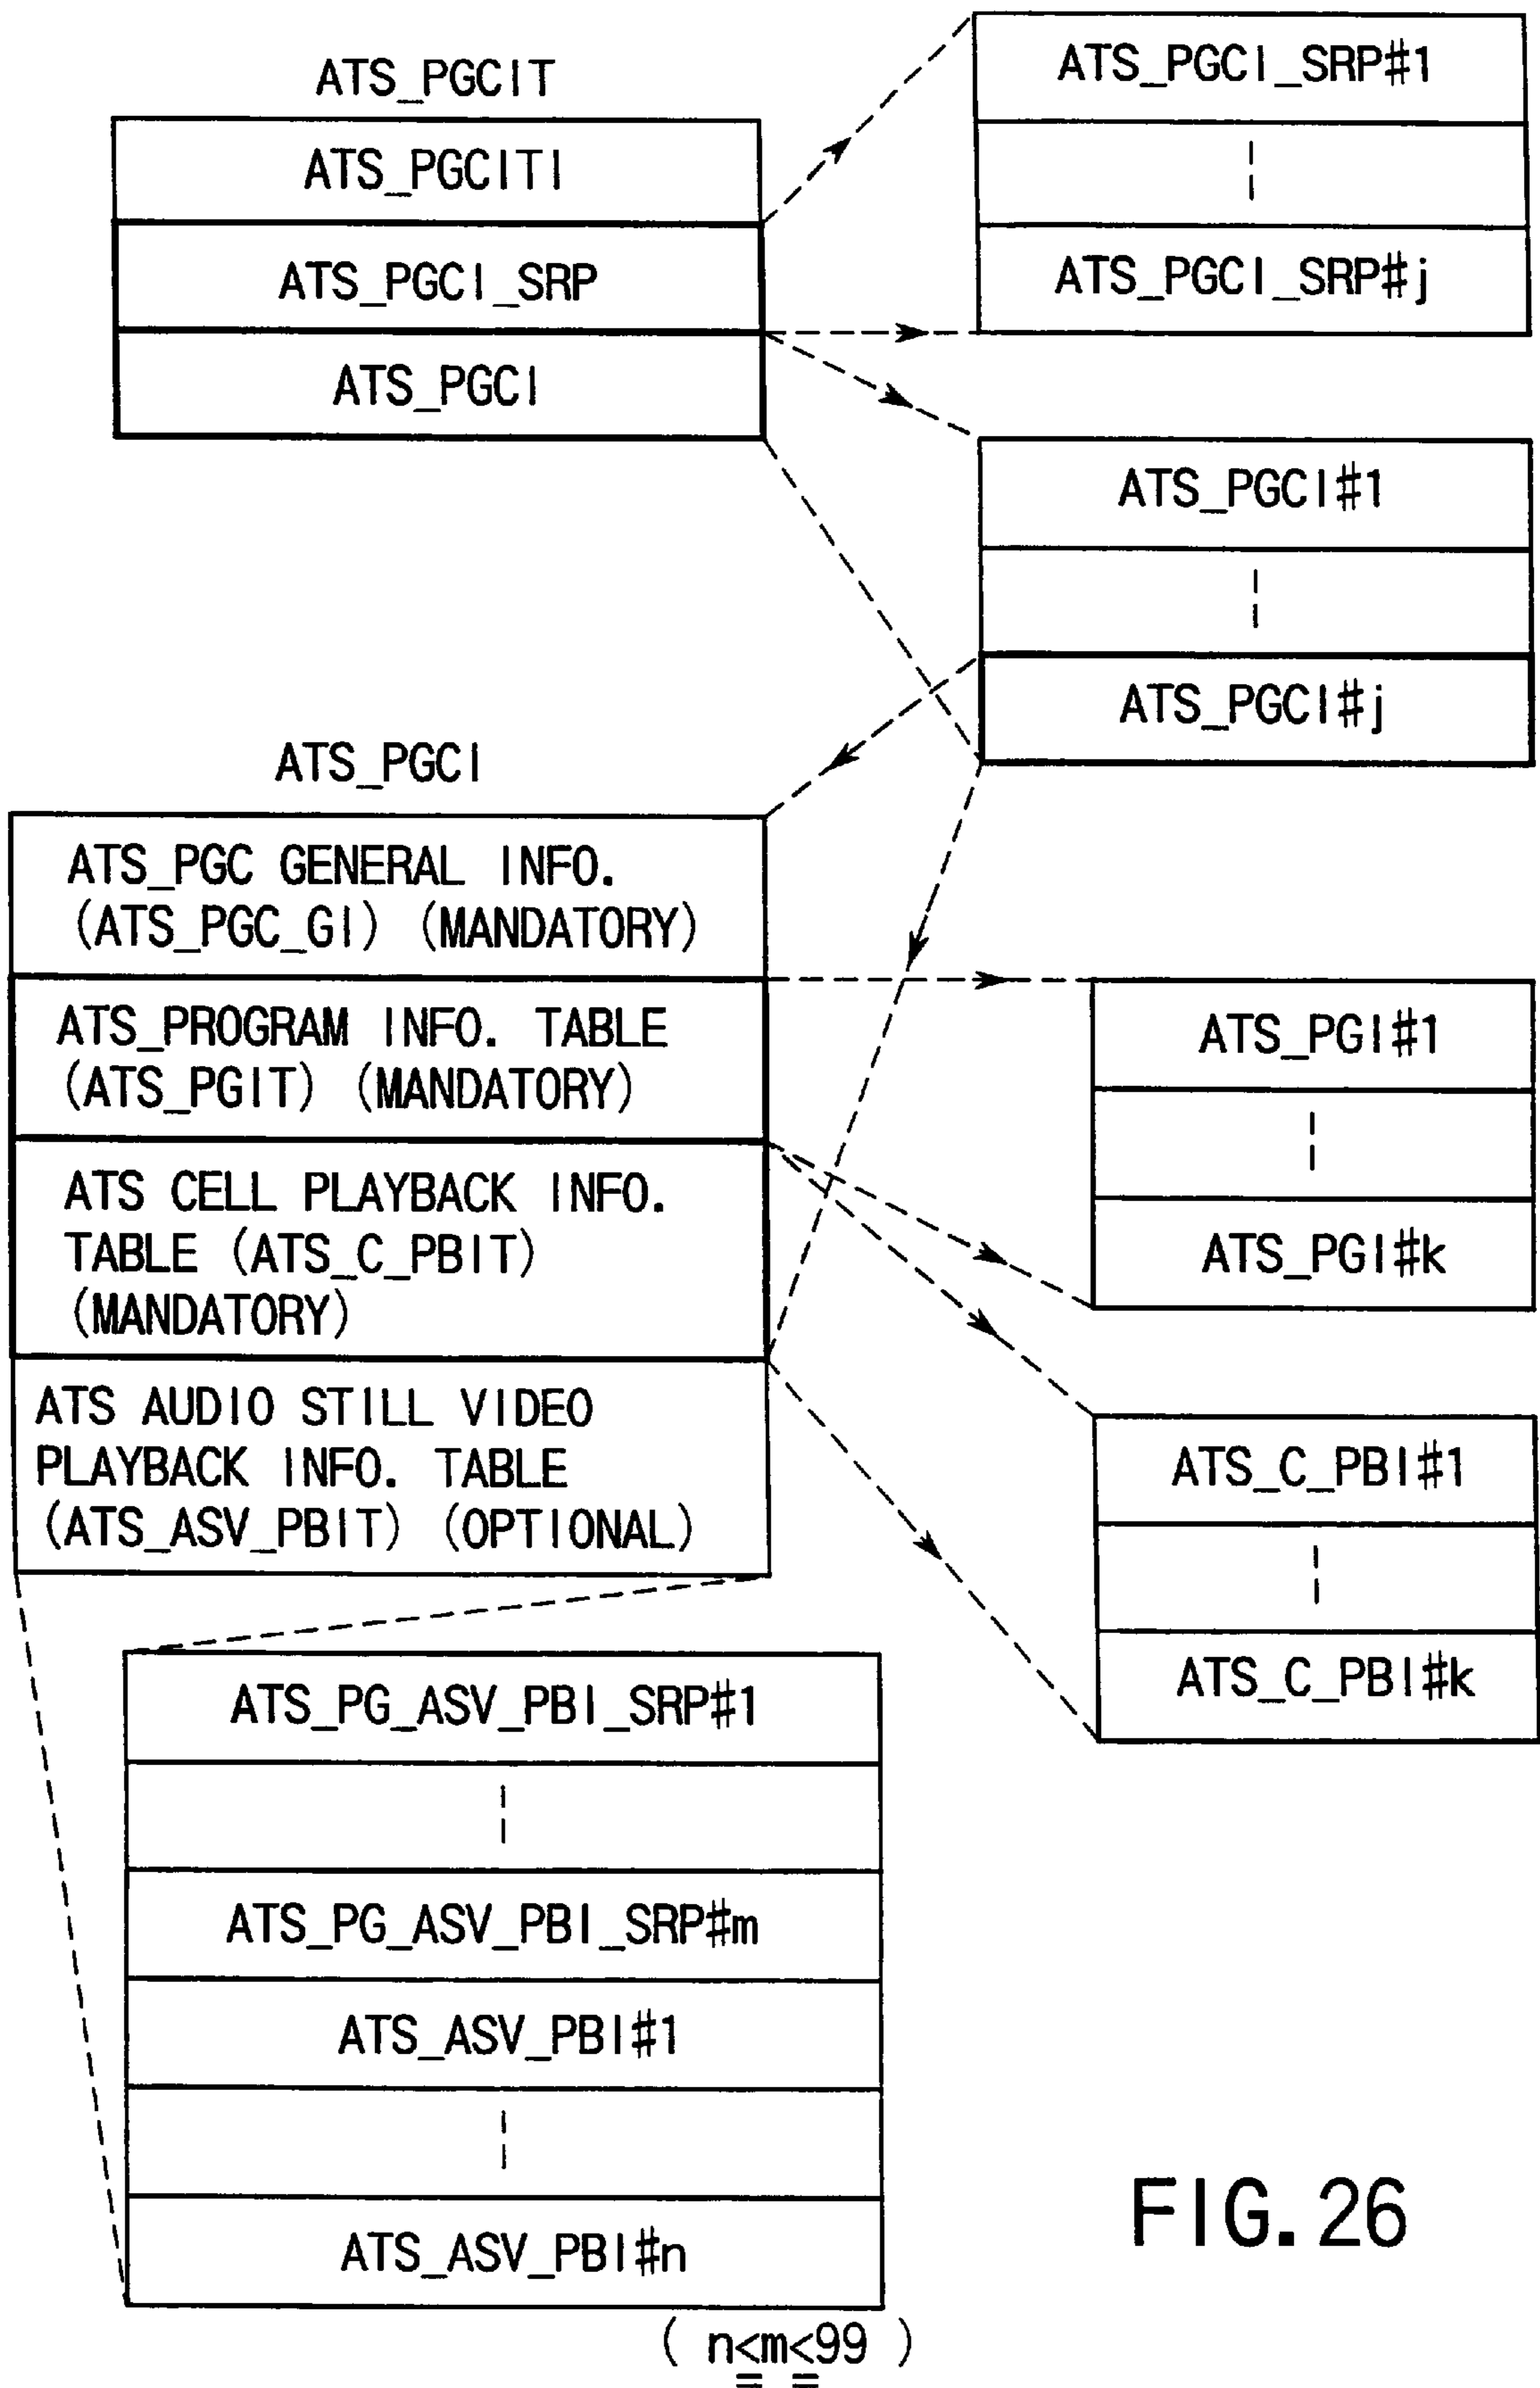 ATS_PGCIT
ATS_PGCITI
ATS_PGCI_SRP
ATS_PGCI
ATS_PGCI_SRP#1
ATS_PGCI_SRP#j
ATS_PGCI#1
ATS_PGCI#j
ATS_PGCI
ATS_PGC GENERAL INFO.
(ATS_PGC_GI) (MANDATORY)
ATS_PROGRAM INFO. TABLE
(ATS_PGIT) (MANDATORY)
ATS CELL PLAYBACK INFO.
TABLE (ATS_C_PBIT)
(MANDATORY)
ATS AUDIO STILL VIDEO
PLAYBACK INFO. TABLE
(ATS_ASV_PBIT) (OPTIONAL)
ATS_PGI#1
ATS_PGI#k
ATS_C_PBI#1
ATS_C_PBI#k
ATS_PG_ASV_PBI_SRP#1
ATS_PG_ASV_PBI_SRP#m
ATS_ASV_PBI#1
ATS_ASV_PBI#n
( n≦m≦99 )
FIG. 26